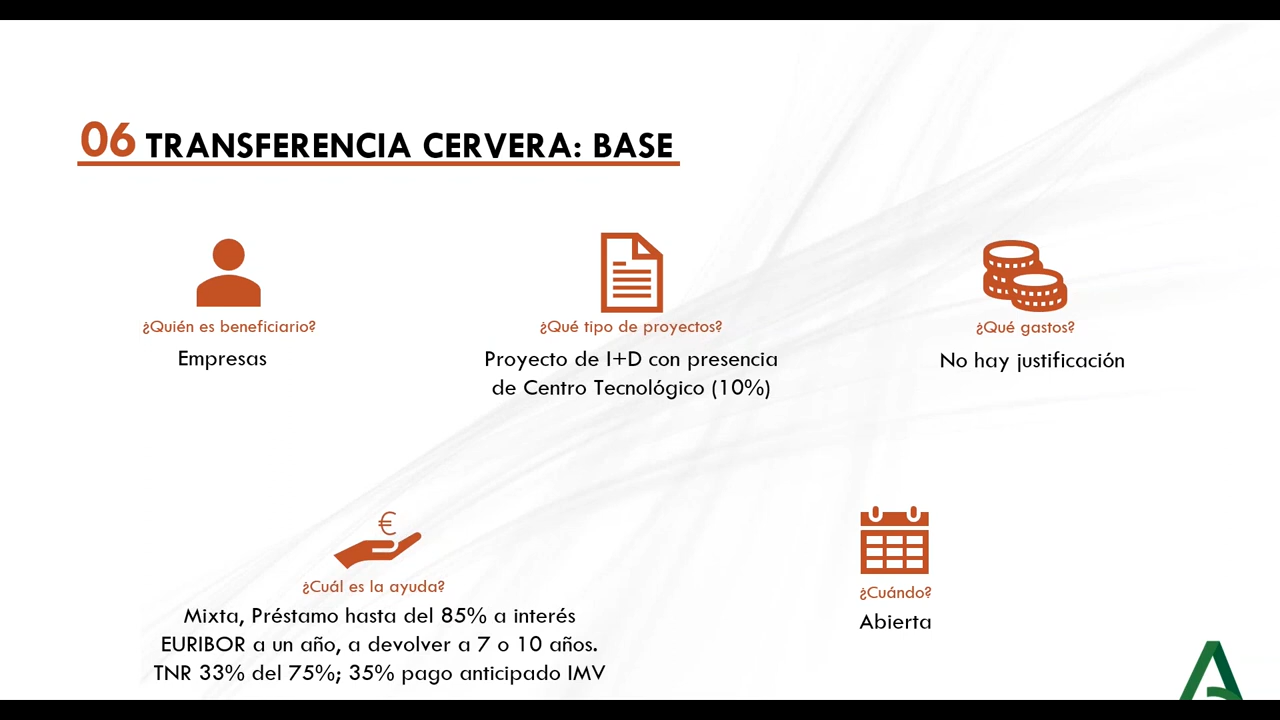 06 TRANSFERENCIA CERVERA: BASE
¿Quién es beneficiario?
Empresas
¿Qué tipo de proyectos?
Proyecto de I+D con presencia
de Centro Tecnológico (10%)
¿Qué gastos?
No hay justificación
€
¿Cuál es la ayuda?
Mixta, Préstamo hasta del 85% a interés
EURIBOR a un año, a devolver a 7 o 10 años.
TNR 33% del 75%; 35% pago anticipado IMV
¿Cuándo?
Abierta